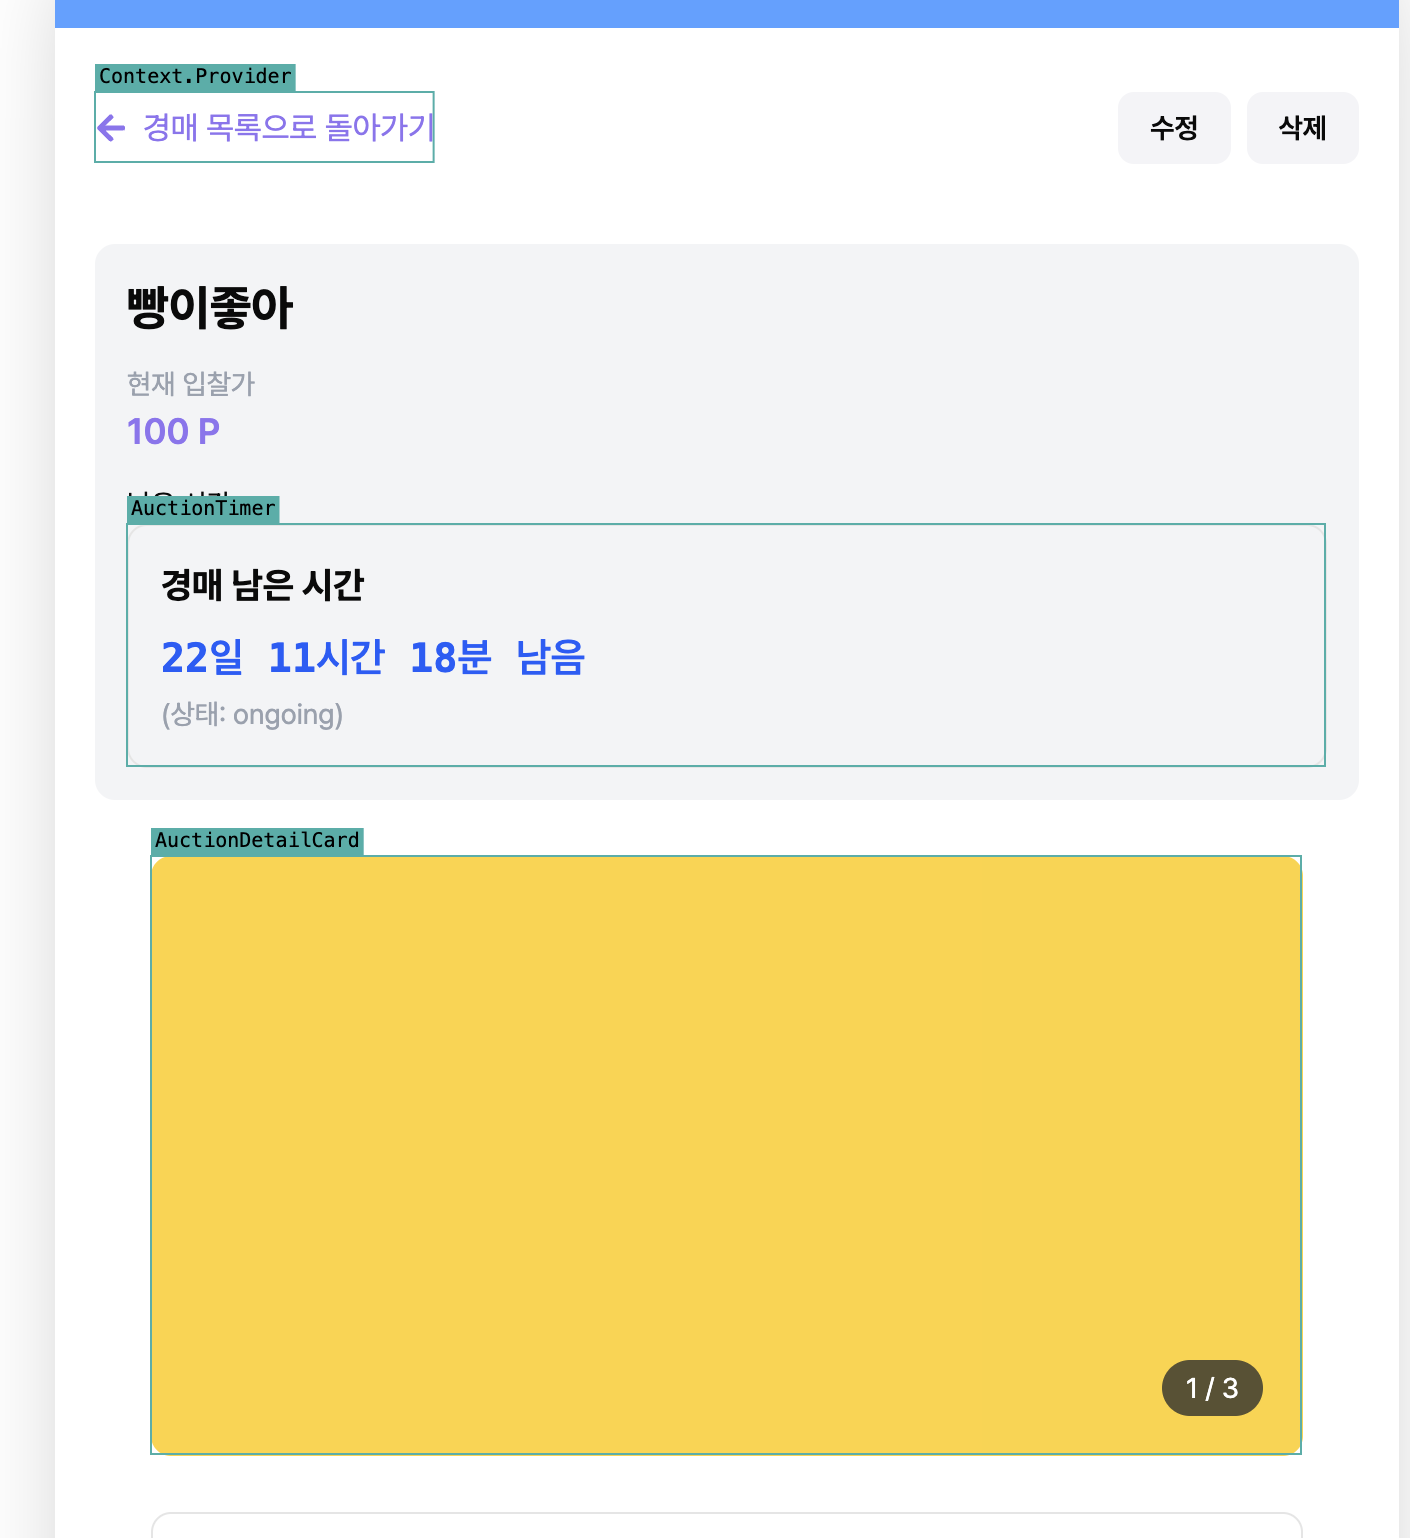 Context.Provider
← 경매 목록으로 돌아가기
수정
삭제
빵이좋아
현재 입찰가
100 P
AuctionTimer
경매 남은 시간
22일 11시간 18분 남음
(상태: ongoing)
AuctionDetailCard
1 / 3